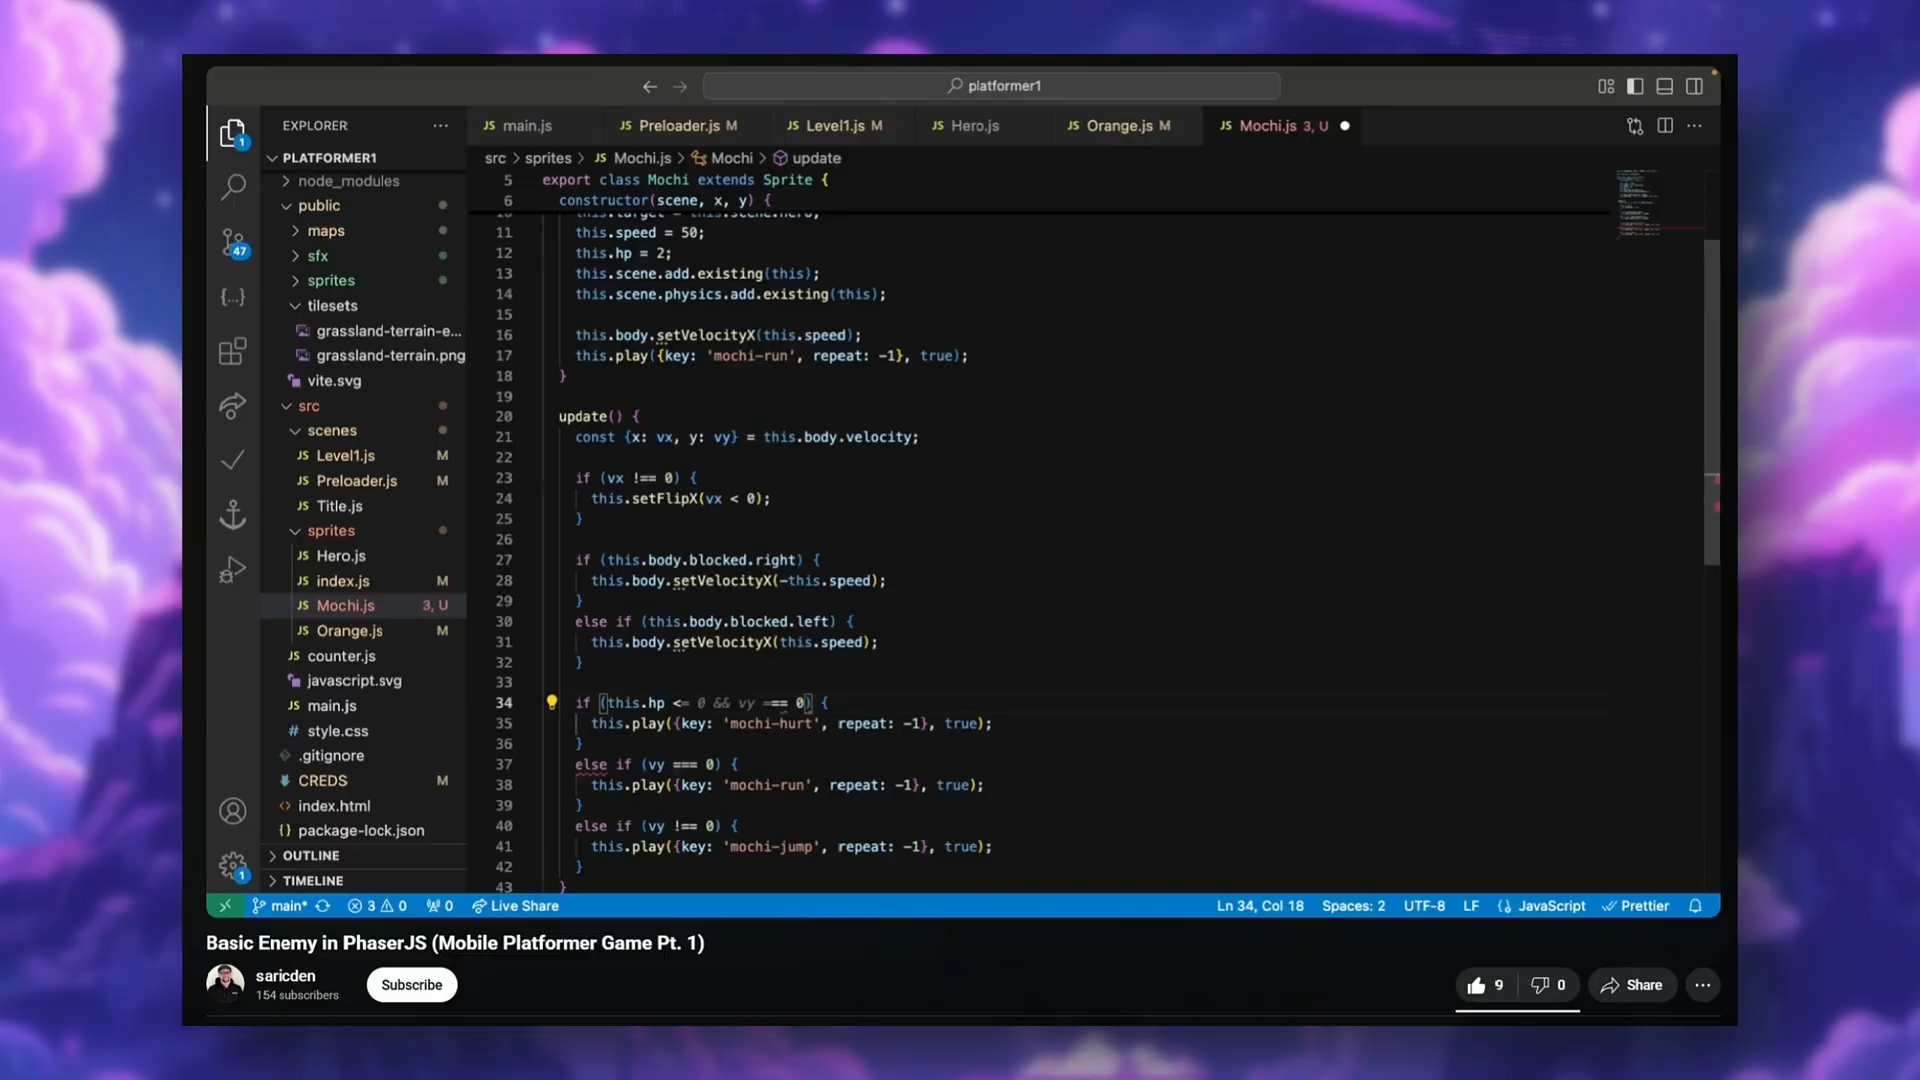 platformer1
EXPLORER
main.js
Preloader.js M
Level1.js M
Hero.js
Orange.js M
Mochi.js 3, U
PLATFORMER1
node_modules
public
maps
sfx
sprites
tilesets
grassland-terrain-e...
grassland-terrain.png
vite.svg
src
scenes
Level1.js M
Preloader.js M
Title.js
sprites
Hero.js
index.js M
Mochi.js 3, U
Orange.js M
counter.js
javascript.svg
main.js
style.css
.gitignore
CREDS M
index.html
package-lock.json
OUTLINE
TIMELINE
1
47
1
src > sprites > JS Mochi.js > Mochi > update
5 export class Mochi extends Sprite {
6 constructor(scene, x, y) {
10 this.target = this.scene.hero;
11 this.speed = 50;
12 this.hp = 2;
13 this.scene.add.existing(this);
14 this.scene.physics.add.existing(this);
15
16 this.body.setVelocityX(this.speed);
17 this.play({key: 'mochi-run', repeat: -1}, true);
18 }
19
20 update() {
21 const {x: vx, y: vy} = this.body.velocity;
22
23 if (vx !== 0) {
24 this.setFlipX(vx < 0);
25 }
26
27 if (this.body.blocked.right) {
28 this.body.setVelocityX(-this.speed);
29 }
30 else if (this.body.blocked.left) {
31 this.body.setVelocityX(this.speed);
32 }
33
34 if (this.hp <= 0 && vy === 0) {
35 this.play({key: 'mochi-hurt', repeat: -1}, true);
36 }
37 else if (vy === 0) {
38 this.play({key: 'mochi-run', repeat: -1}, true);
39 }
40 else if (vy !== 0) {
41 this.play({key: 'mochi-jump', repeat: -1}, true);
42 }
43 }
main* 3 0 0 Live Share
Ln 34, Col 18 Spaces: 2 UTF-8 LF {} JavaScript Prettier
Basic Enemy in PhaserJS (Mobile Platformer Game Pt. 1)
saricden
154 subscribers
Subscribe
9 0 Share